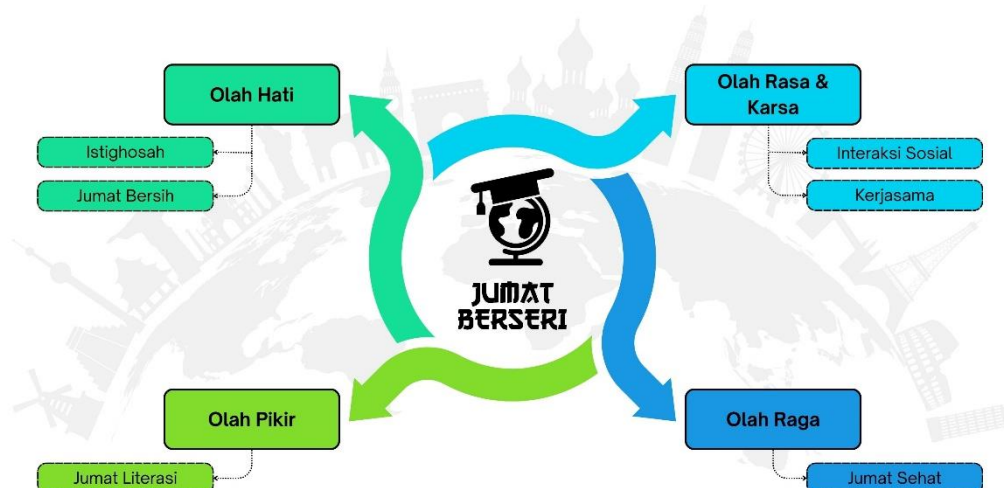 Olah Hati
Istighosah
Jumat Bersih
Olah Rasa &
Karsa
Interaksi Sosial
Kerjasama
JUMAT
BERSERI
Olah Pikir
Jumat Literasi
Olah Raga
Jumat Sehat